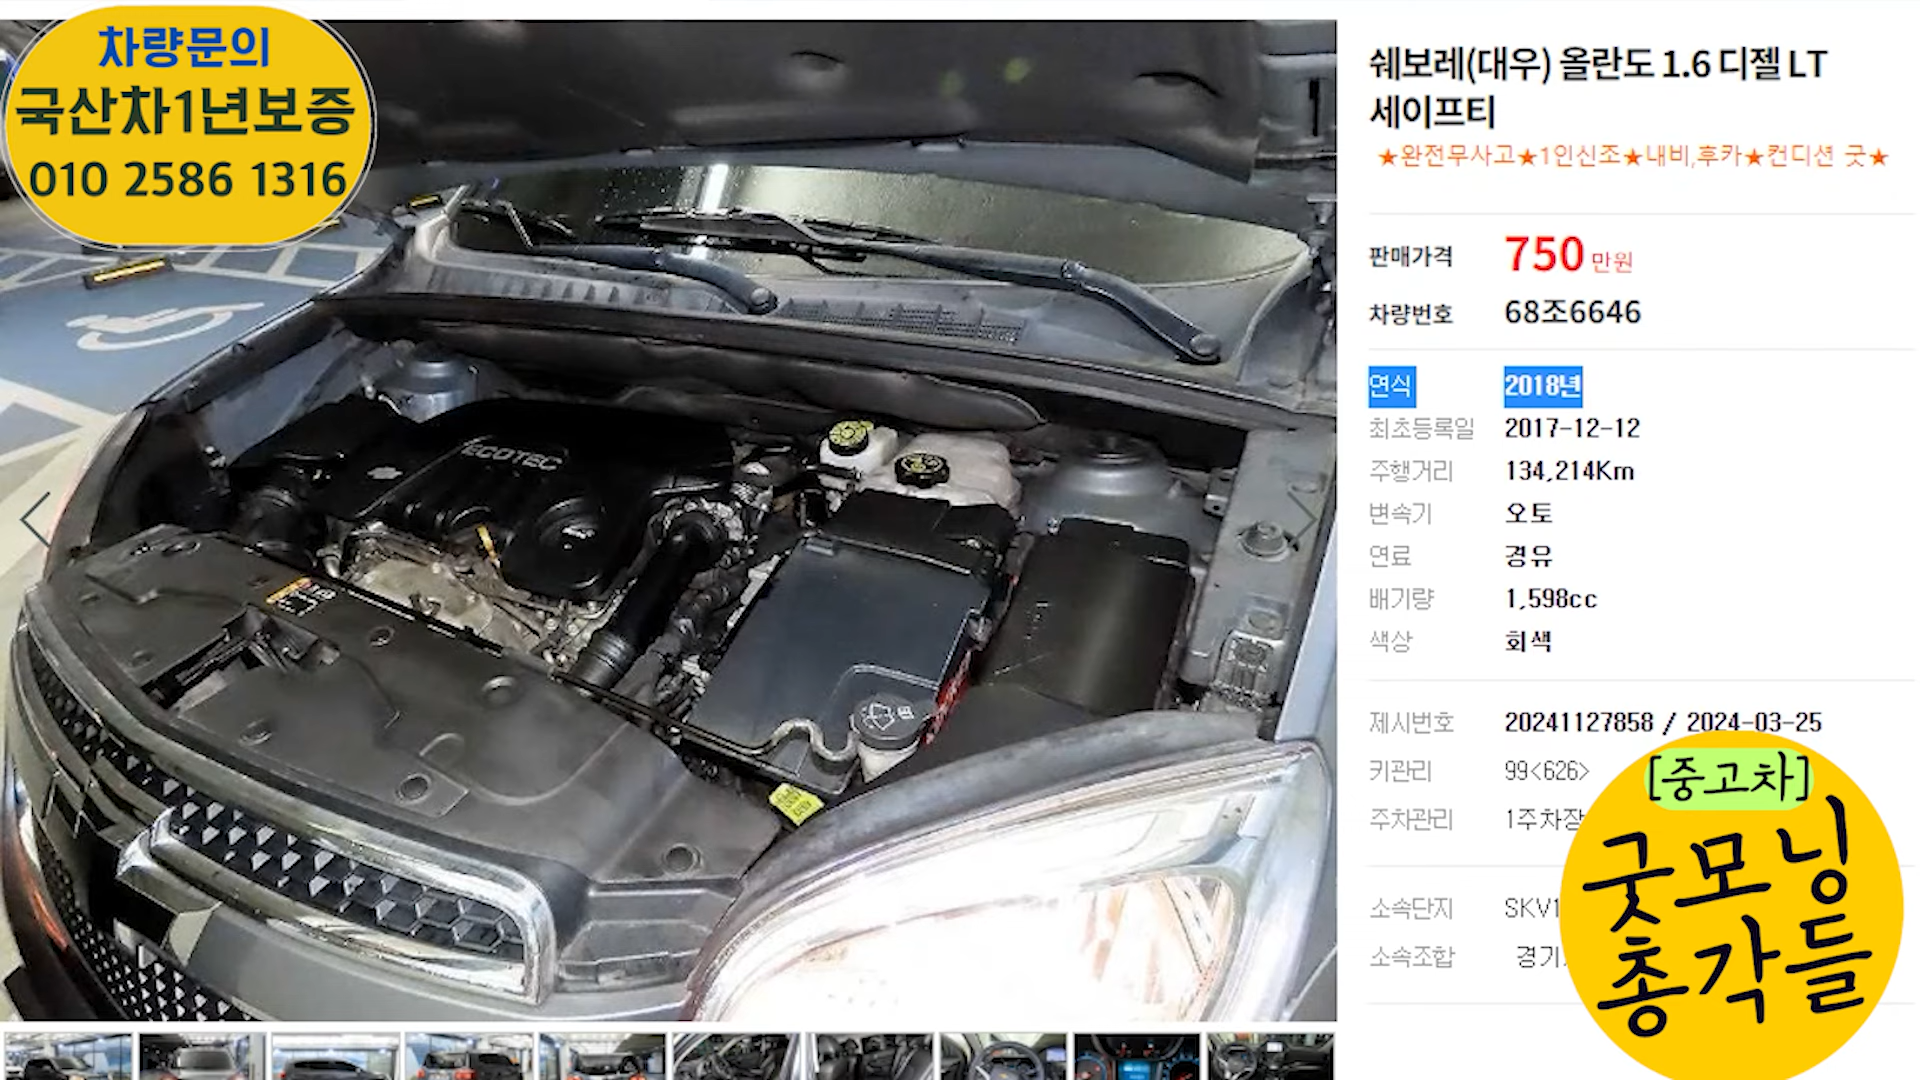 차량문의
국산차1년보증
010 2586 1316
ECOTEC
쉐보레(대우) 올란도 1.6 디젤 LT
세이프티
★완전무사고★1인신조★내비,후카★컨디션 굿★
판매가격 750 만원
차량번호 68조6646
연식 2018년
최초등록일 2017-12-12
주행거리 134,214Km
변속기 오토
연료 경유
배기량 1,598cc
색상 회색
제시번호 20241127858 / 2024-03-25
키관리 99<626>
주차관리 1주차장
소속단지 SKV1
소속조합 경기
[중고차]
굿모닝
총각들